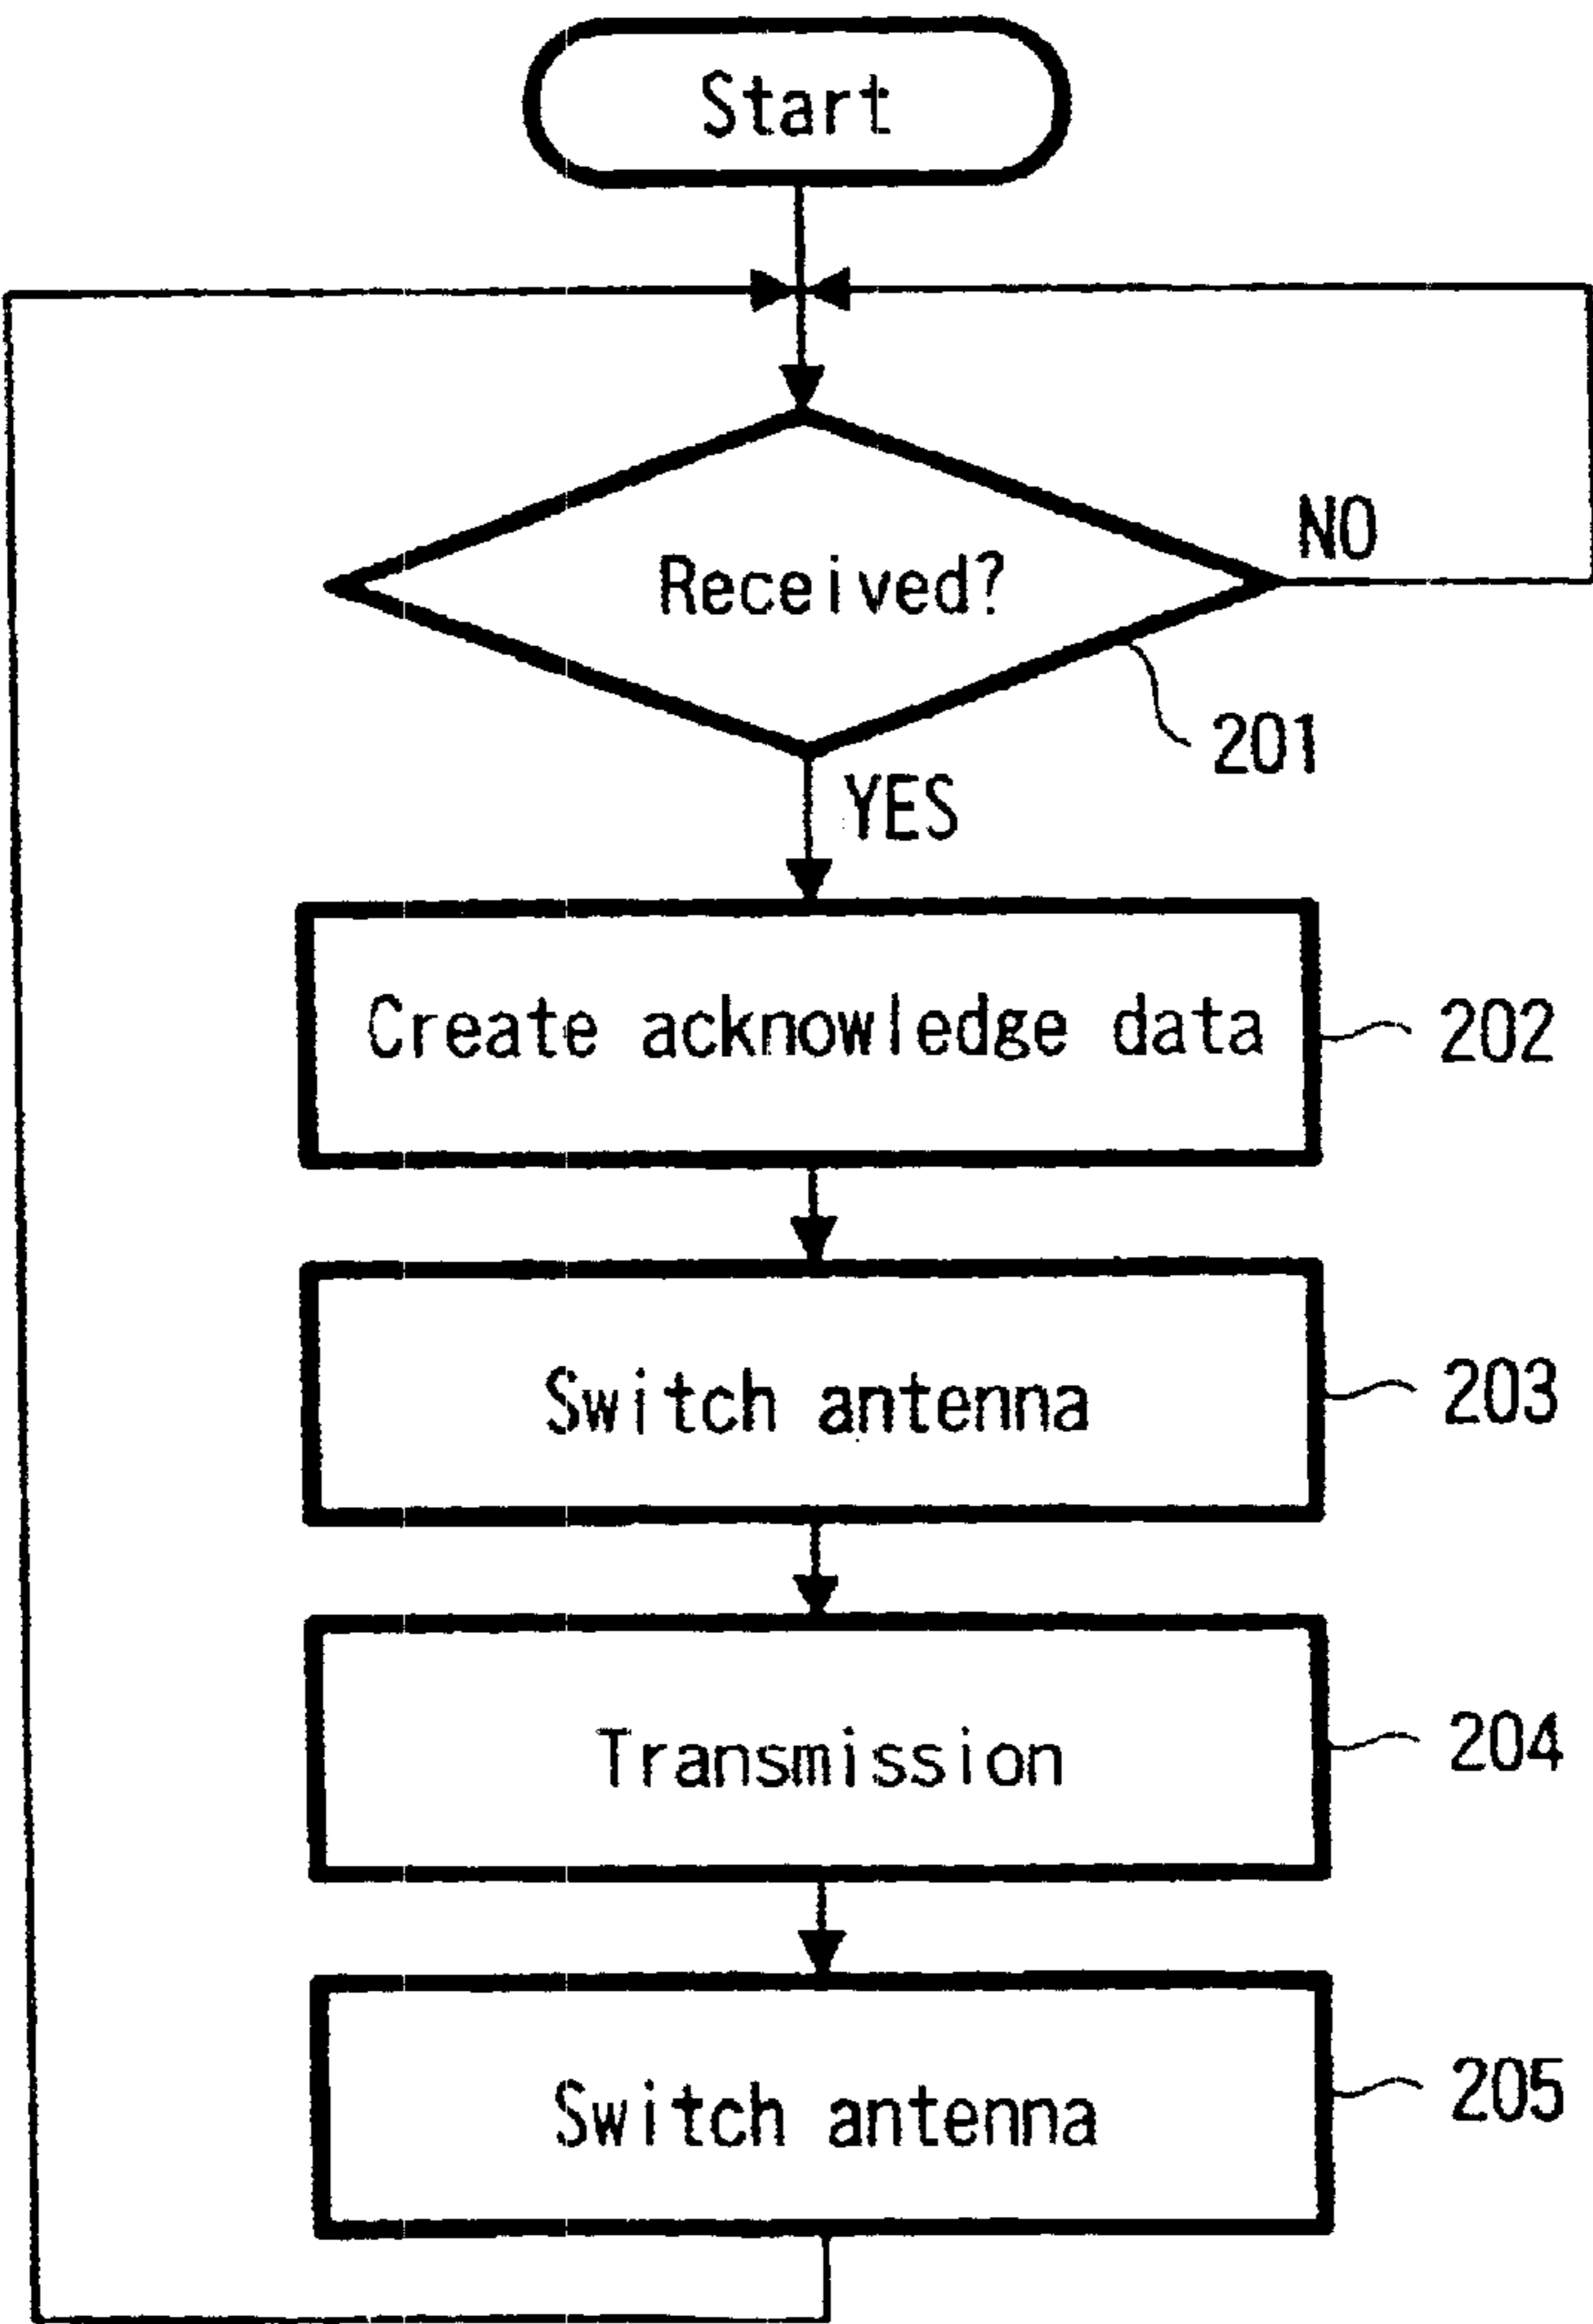 Start
Received?
NO
201
YES
Create acknowledge data
202
Switch antenna
203
Transmission
204
Switch antenna
205